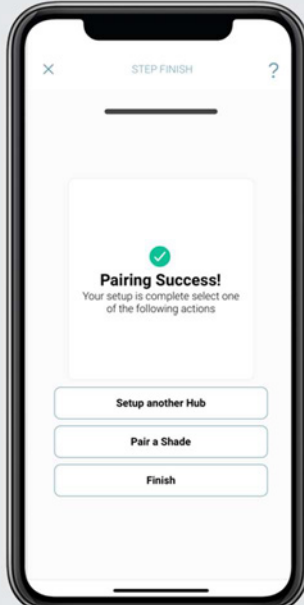 STEP FINISH
?
Pairing Success!
Your setup is complete select one
of the following actions
Setup another Hub
Pair a Shade
Finish